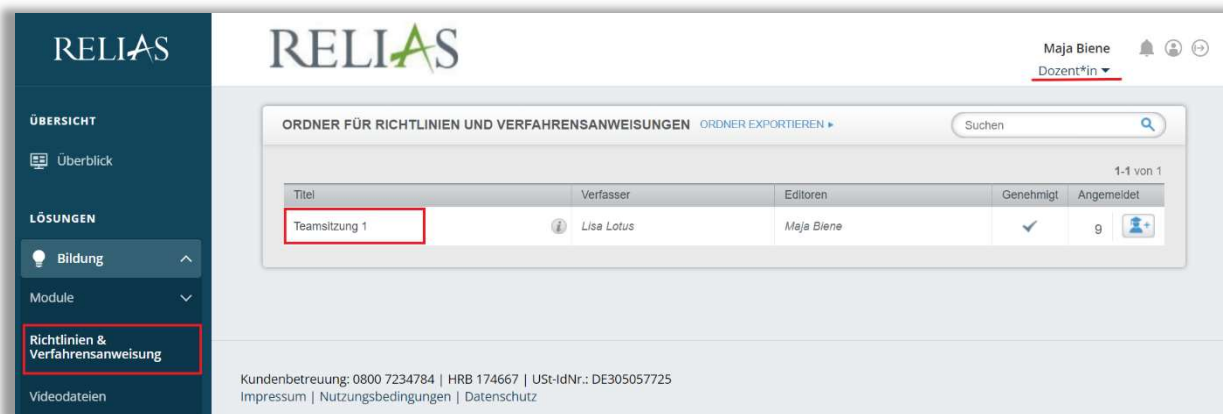 RELIAS
RELIAS
Maja Biene
Dozent*in
ÜBERSICHT
Überblick
LÖSUNGEN
Bildung
Module
Richtlinien &
Verfahrensanweisung
Videodateien
ORDNER FÜR RICHTLINIEN UND VERFAHRENSANWEISUNGEN ORDNER EXPORTIEREN
Suchen
1-1 von 1
Titel Verfasser Editoren Genehmigt Angemeldet
Teamsitzung 1 Lisa Lotus Maja Biene 9
Kundenbetreuung: 0800 7234784 | HRB 174667 | USt-IdNr.: DE305057725
Impressum | Nutzungsbedingungen | Datenschutz